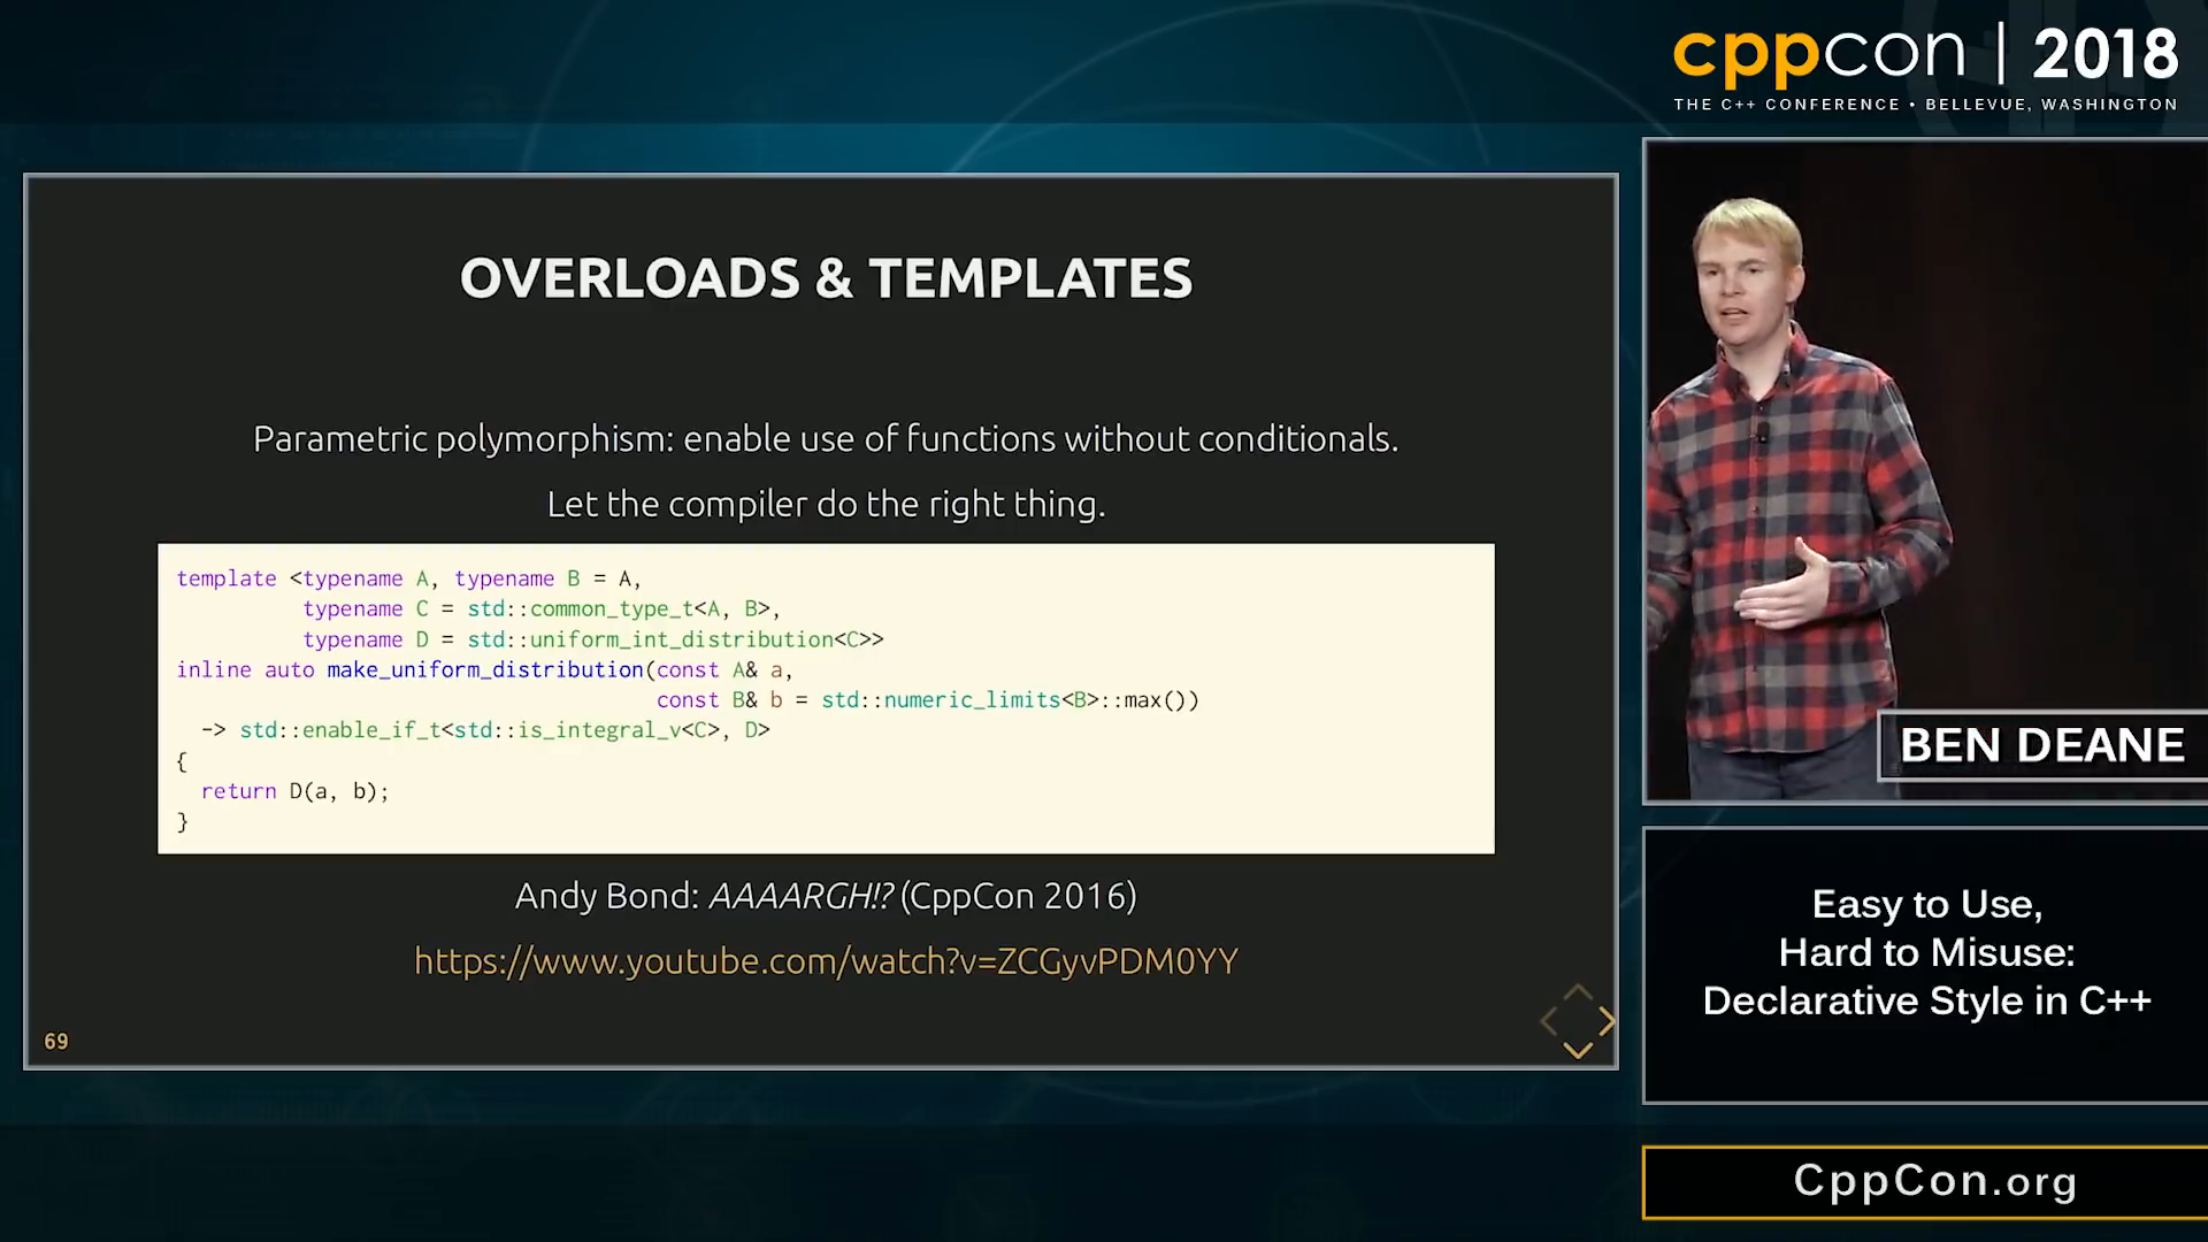 cppcon | 2018
THE C++ CONFERENCE • BELLEVUE, WASHINGTON
OVERLOADS & TEMPLATES
Parametric polymorphism: enable use of functions without conditionals.
Let the compiler do the right thing.
template <typename A, typename B = A,
typename C = std::common_type_t<A, B>,
typename D = std::uniform_int_distribution<C>>
inline auto make_uniform_distribution(const A& a,
const B& b = std::numeric_limits<B>::max())
-> std::enable_if_t<std::is_integral_v<C>, D>
{
return D(a, b);
}
Andy Bond: AAAARGH!? (CppCon 2016)
https://www.youtube.com/watch?v=ZCGyvPDM0YY
69
BEN DEANE
Easy to Use,
Hard to Misuse:
Declarative Style in C++
CppCon.org